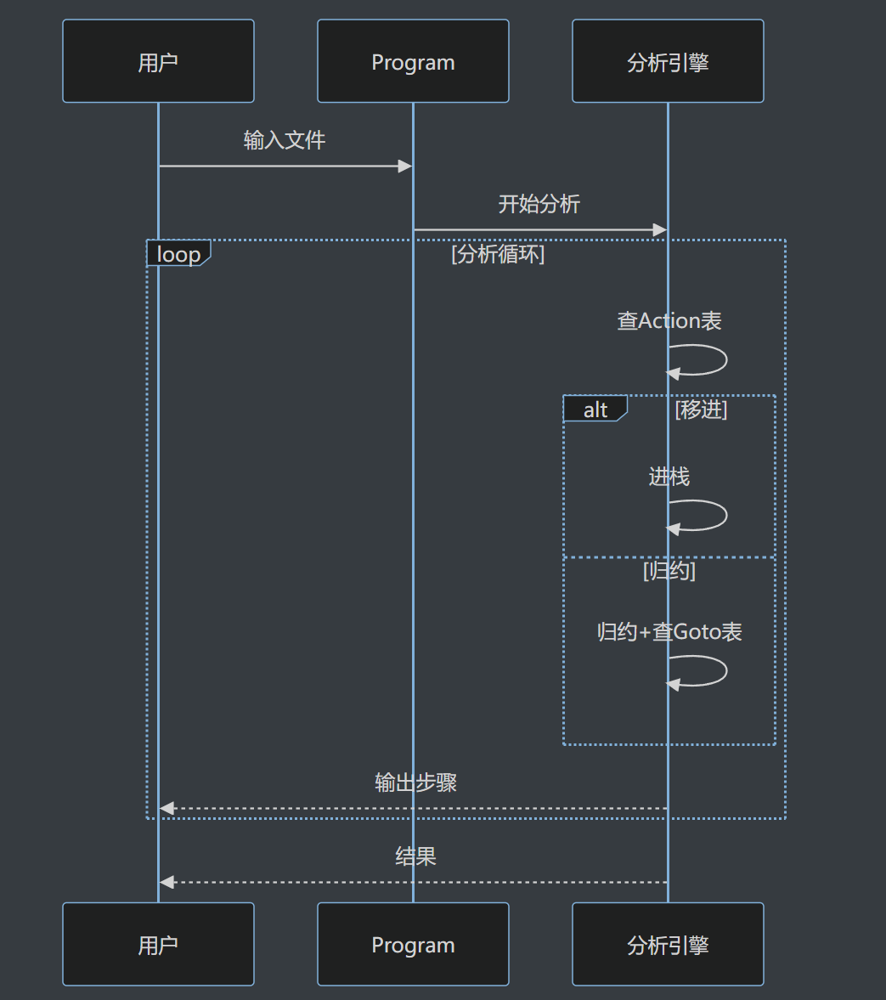 用户
Program
分析引擎
输入文件
开始分析
loop
[分析循环]
查Action表
alt
[移进]
进栈
[归约]
归约+查Goto表
输出步骤
结果
用户
Program
分析引擎